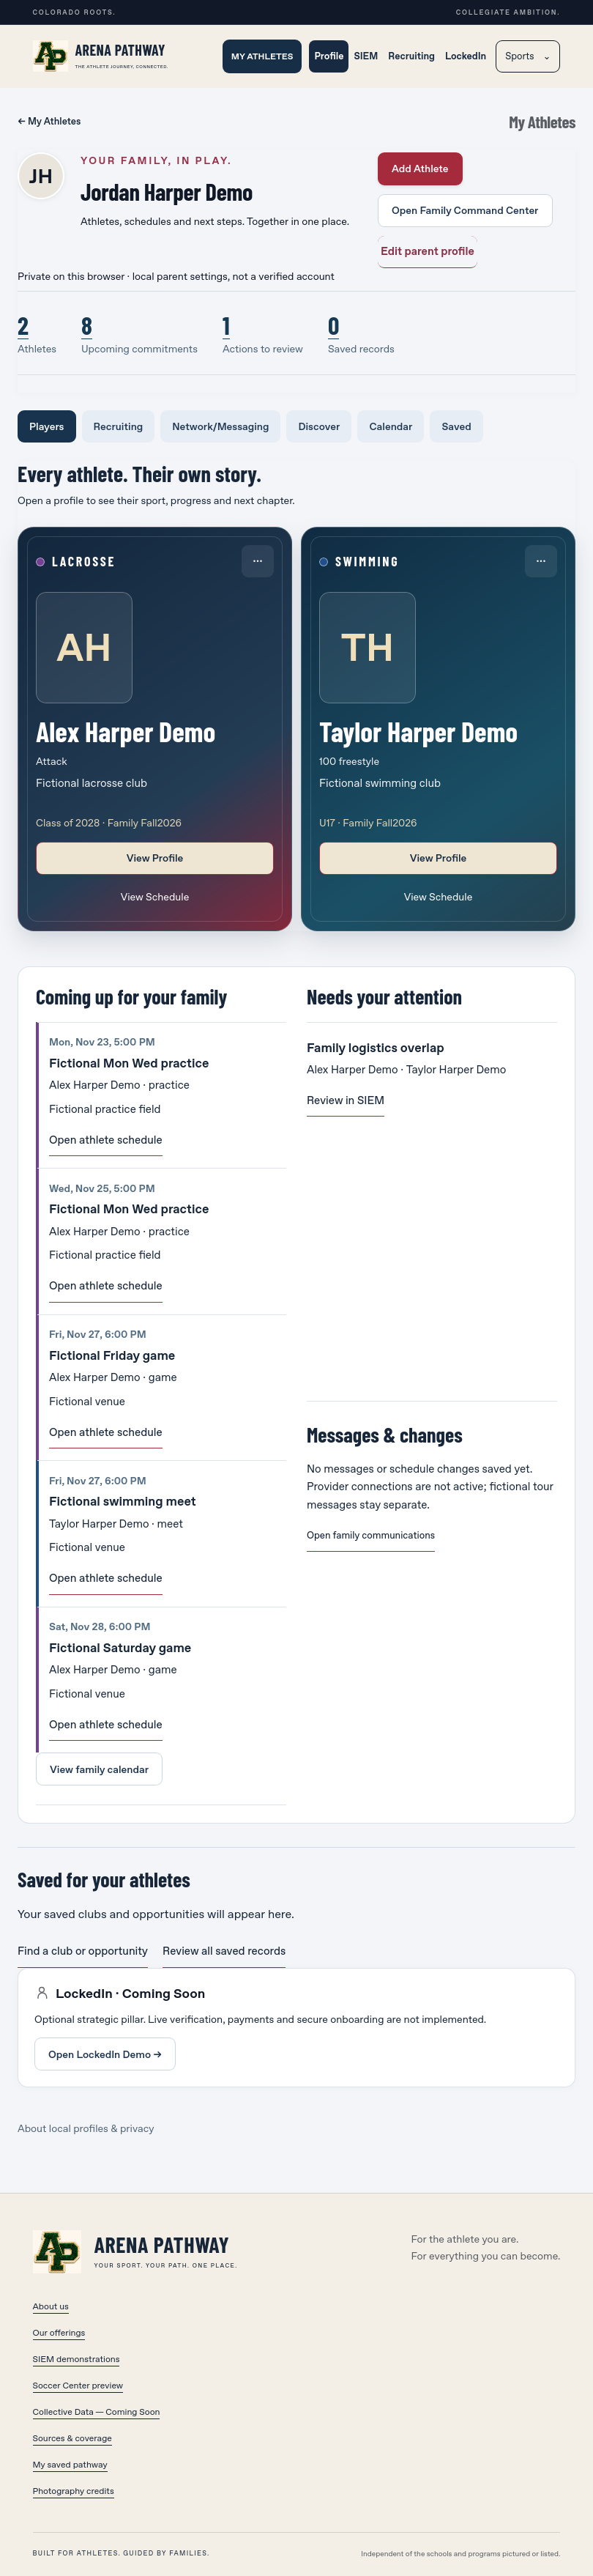 COLORADO ROOTS.
COLLEGIATE AMBITION.
AP
ARENA PATHWAY
THE ATHLETE JOURNEY, CONNECTED.
MY ATHLETES
Profile
SIEM
Recruiting
LockedIn
Sports
← My Athletes
My Athletes
JH
YOUR FAMILY, IN PLAY.
Jordan Harper Demo
Athletes, schedules and next steps. Together in one place.
Add Athlete
Open Family Command Center
Edit parent profile
Private on this browser · local parent settings, not a verified account
2
Athletes
8
Upcoming commitments
1
Actions to review
0
Saved records
Players
Recruiting
Network/Messaging
Discover
Calendar
Saved
Every athlete. Their own story.
Open a profile to see their sport, progress and next chapter.
LACROSSE
···
AH
Alex Harper Demo
Attack
Fictional lacrosse club
Class of 2028 · Family Fall2026
View Profile
View Schedule
SWIMMING
···
TH
Taylor Harper Demo
100 freestyle
Fictional swimming club
U17 · Family Fall2026
View Profile
View Schedule
Coming up for your family
Mon, Nov 23, 5:00 PM
Fictional Mon Wed practice
Alex Harper Demo · practice
Fictional practice field
Open athlete schedule
Wed, Nov 25, 5:00 PM
Fictional Mon Wed practice
Alex Harper Demo · practice
Fictional practice field
Open athlete schedule
Fri, Nov 27, 6:00 PM
Fictional Friday game
Alex Harper Demo · game
Fictional venue
Open athlete schedule
Fri, Nov 27, 6:00 PM
Fictional swimming meet
Taylor Harper Demo · meet
Fictional venue
Open athlete schedule
Sat, Nov 28, 6:00 PM
Fictional Saturday game
Alex Harper Demo · game
Fictional venue
Open athlete schedule
View family calendar
Needs your attention
Family logistics overlap
Alex Harper Demo · Taylor Harper Demo
Review in SIEM
Messages & changes
No messages or schedule changes saved yet.
Provider connections are not active; fictional tour
messages stay separate.
Open family communications
Saved for your athletes
Your saved clubs and opportunities will appear here.
Find a club or opportunity
Review all saved records
LockedIn · Coming Soon
Optional strategic pillar. Live verification, payments and secure onboarding are not implemented.
Open LockedIn Demo →
About local profiles & privacy
AP
ARENA PATHWAY
YOUR SPORT. YOUR PATH. ONE PLACE.
For the athlete you are.
For everything you can become.
About us
Our offerings
SIEM demonstrations
Soccer Center preview
Collective Data — Coming Soon
Sources & coverage
My saved pathway
Photography credits
BUILT FOR ATHLETES. GUIDED BY FAMILIES.
Independent of the schools and programs pictured or listed.